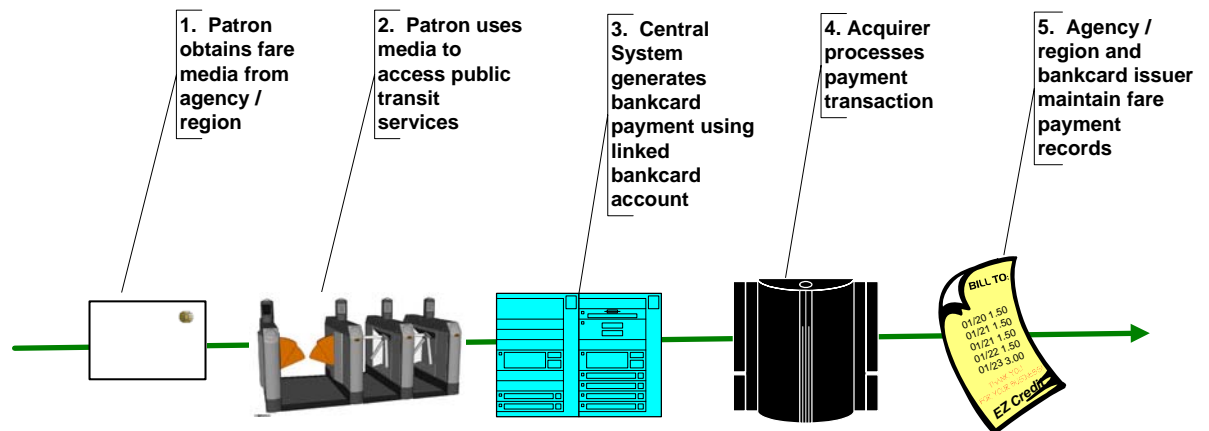 1. Patron
obtains fare
media from
agency /
region
2. Patron uses
media to
access public
transit
services
3. Central
System
generates
bankcard
payment using
linked
bankcard
account
4. Acquirer
processes
payment
transaction
5. Agency /
region and
bankcard issuer
maintain fare
payment
records
BILL TO:
01/20 1.50
01/21 1.50
01/21 1.50
01/22 1.50
01/23 3.00
THANK YOU
FOR YOUR BUSINESS
EZ Credit